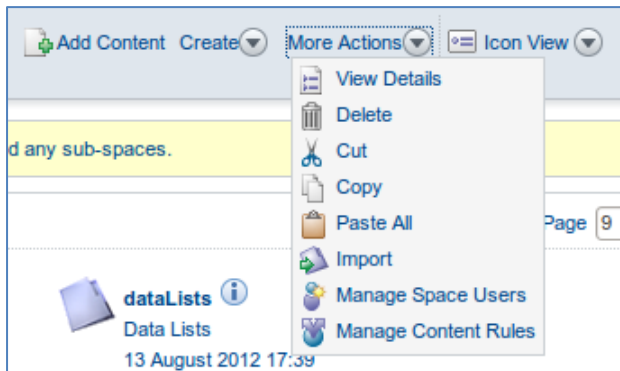 Add Content Create More Actions Icon View
View Details
Delete
d any sub-spaces.
Cut
Copy
Paste All
Page 9
Import
dataLists
Manage Space Users
Data Lists
Manage Content Rules
13 August 2012 17:39